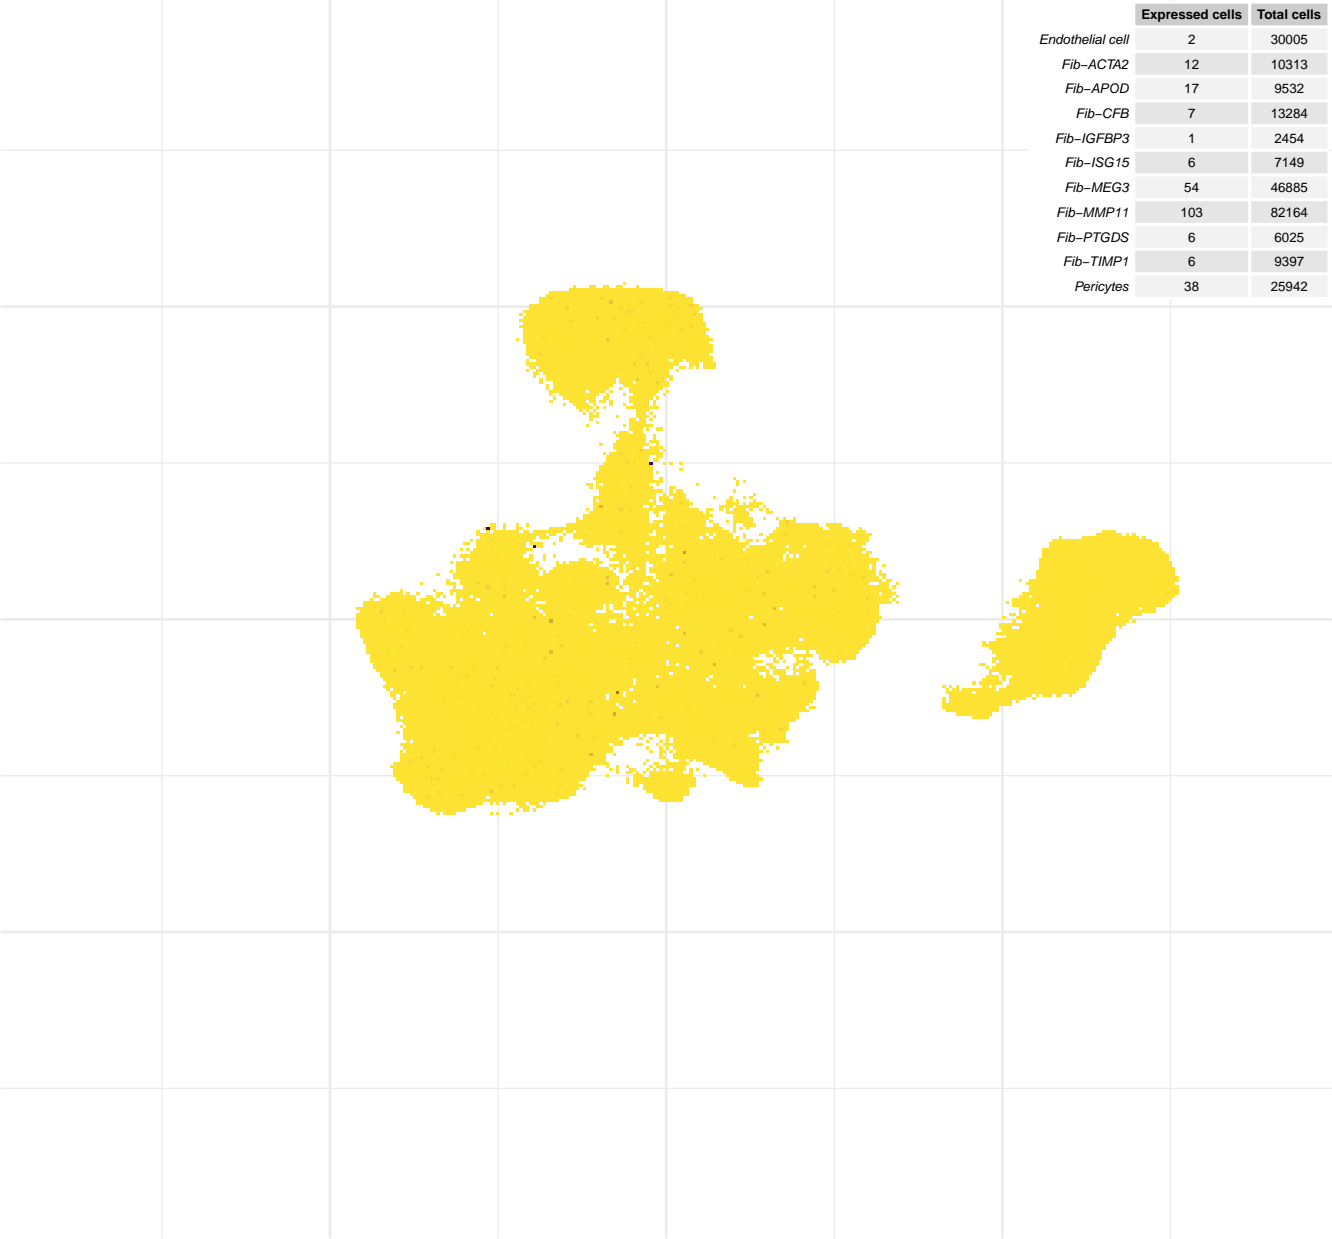 Expressed cells Total cells
Endothelial cell 2 30005
Fib−ACTA2 12 10313
Fib−APOD 17 9532
Fib−CFB 7 13284
Fib−IGFBP3 1 2454
Fib−ISG15 6 7149
Fib−MEG3 54 46885
Fib−MMP11 103 82164
Fib−PTGDS 6 6025
Fib−TIMP1 6 9397
Pericytes 38 25942